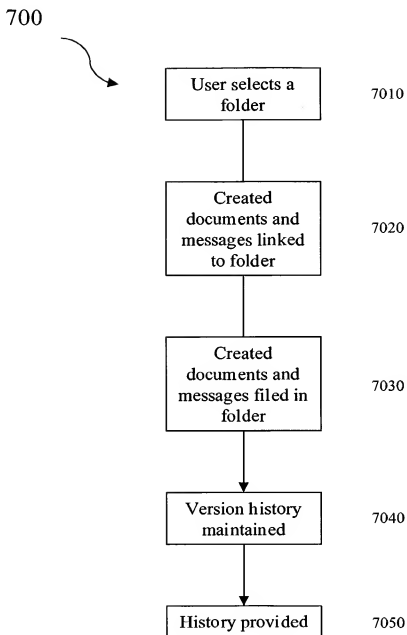 700
User selects a
folder
7010
Created
documents and
messages linked
to folder
7020
Created
documents and
messages filed in
folder
7030
Version history
maintained
7040
History provided
7050